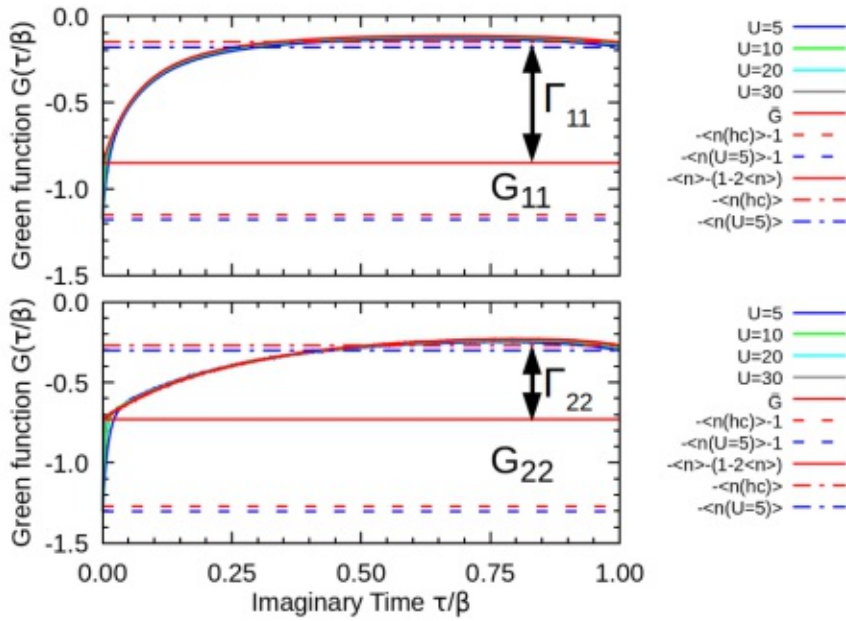 Green function G(τ/β)
0.0
-0.5
-1.0
-1.5
Γ11
G11
U=5
U=10
U=20
U=30
G̃
-<n(hc)>-1
-<n(U=5)>-1
-<n>-(1-2<n>)
-<n(hc)>
-<n(U=5)>
Green function G(τ/β)
0.0
-0.5
-1.0
-1.5
Γ22
G22
0.00 0.25 0.50 0.75 1.00
Imaginary Time τ/β
U=5
U=10
U=20
U=30
G̃
-<n(hc)>-1
-<n(U=5)>-1
-<n>-(1-2<n>)
-<n(hc)>
-<n(U=5)>